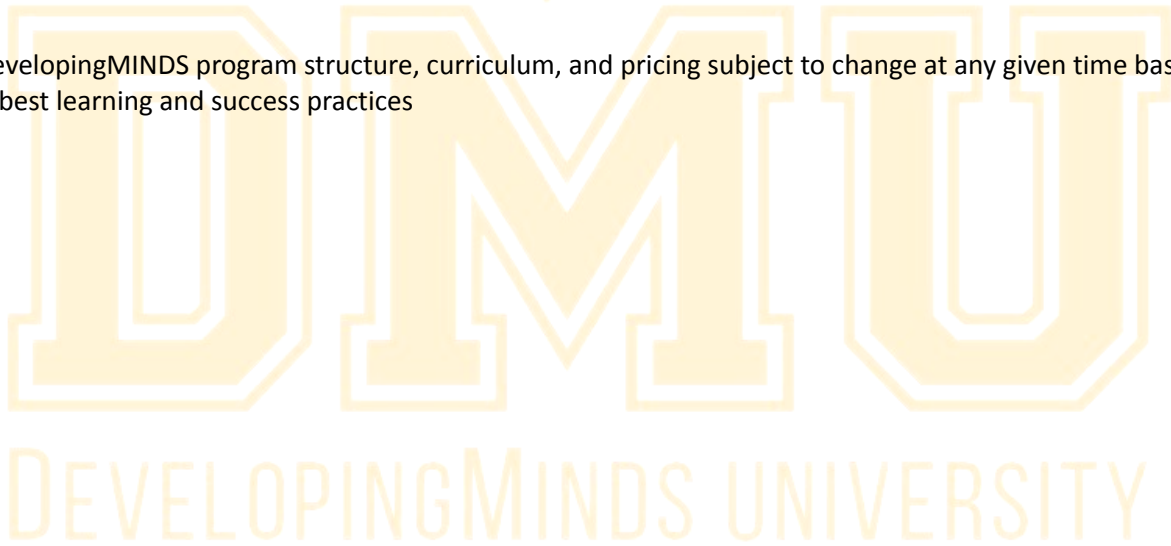 evelopingMINDS program structure, curriculum, and pricing subject to change at any given time bas
best learning and success practices
DMU
DEVELOPINGMINDS UNIVERSITY